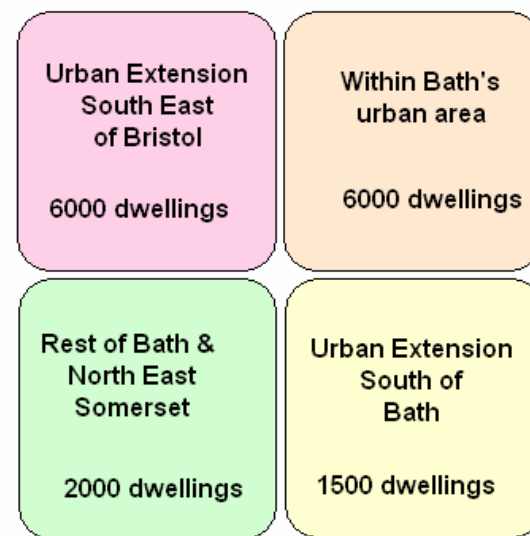 Urban Extension
South East
of Bristol
6000 dwellings
Within Bath's
urban area
6000 dwellings
Rest of Bath &
North East
Somerset
2000 dwellings
Urban Extension
South of
Bath
1500 dwellings